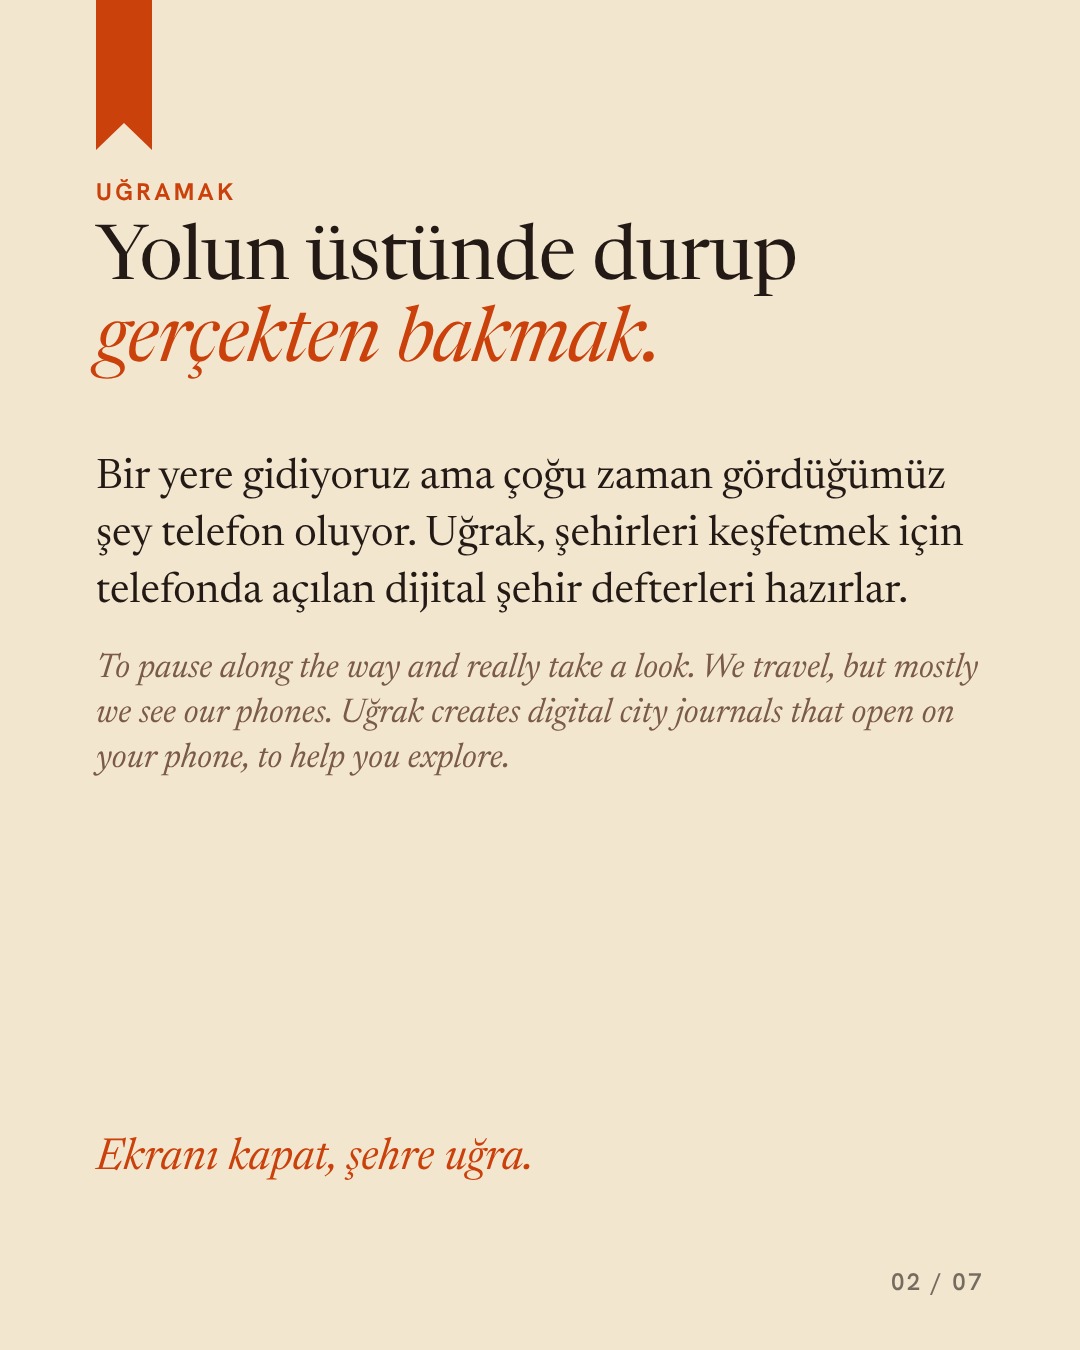 UĞRAMAK
Yolun üstünde durup
gerçekten bakmak.
Bir yere gidiyoruz ama çoğu zaman gördüğümüz
şey telefon oluyor. Uğrak, şehirleri keşfetmek için
telefonda açılan dijital şehir defterleri hazırlar.
To pause along the way and really take a look. We travel, but mostly
we see our phones. Uğrak creates digital city journals that open on
your phone, to help you explore.
Ekranı kapat, şehre uğra.
02 / 07